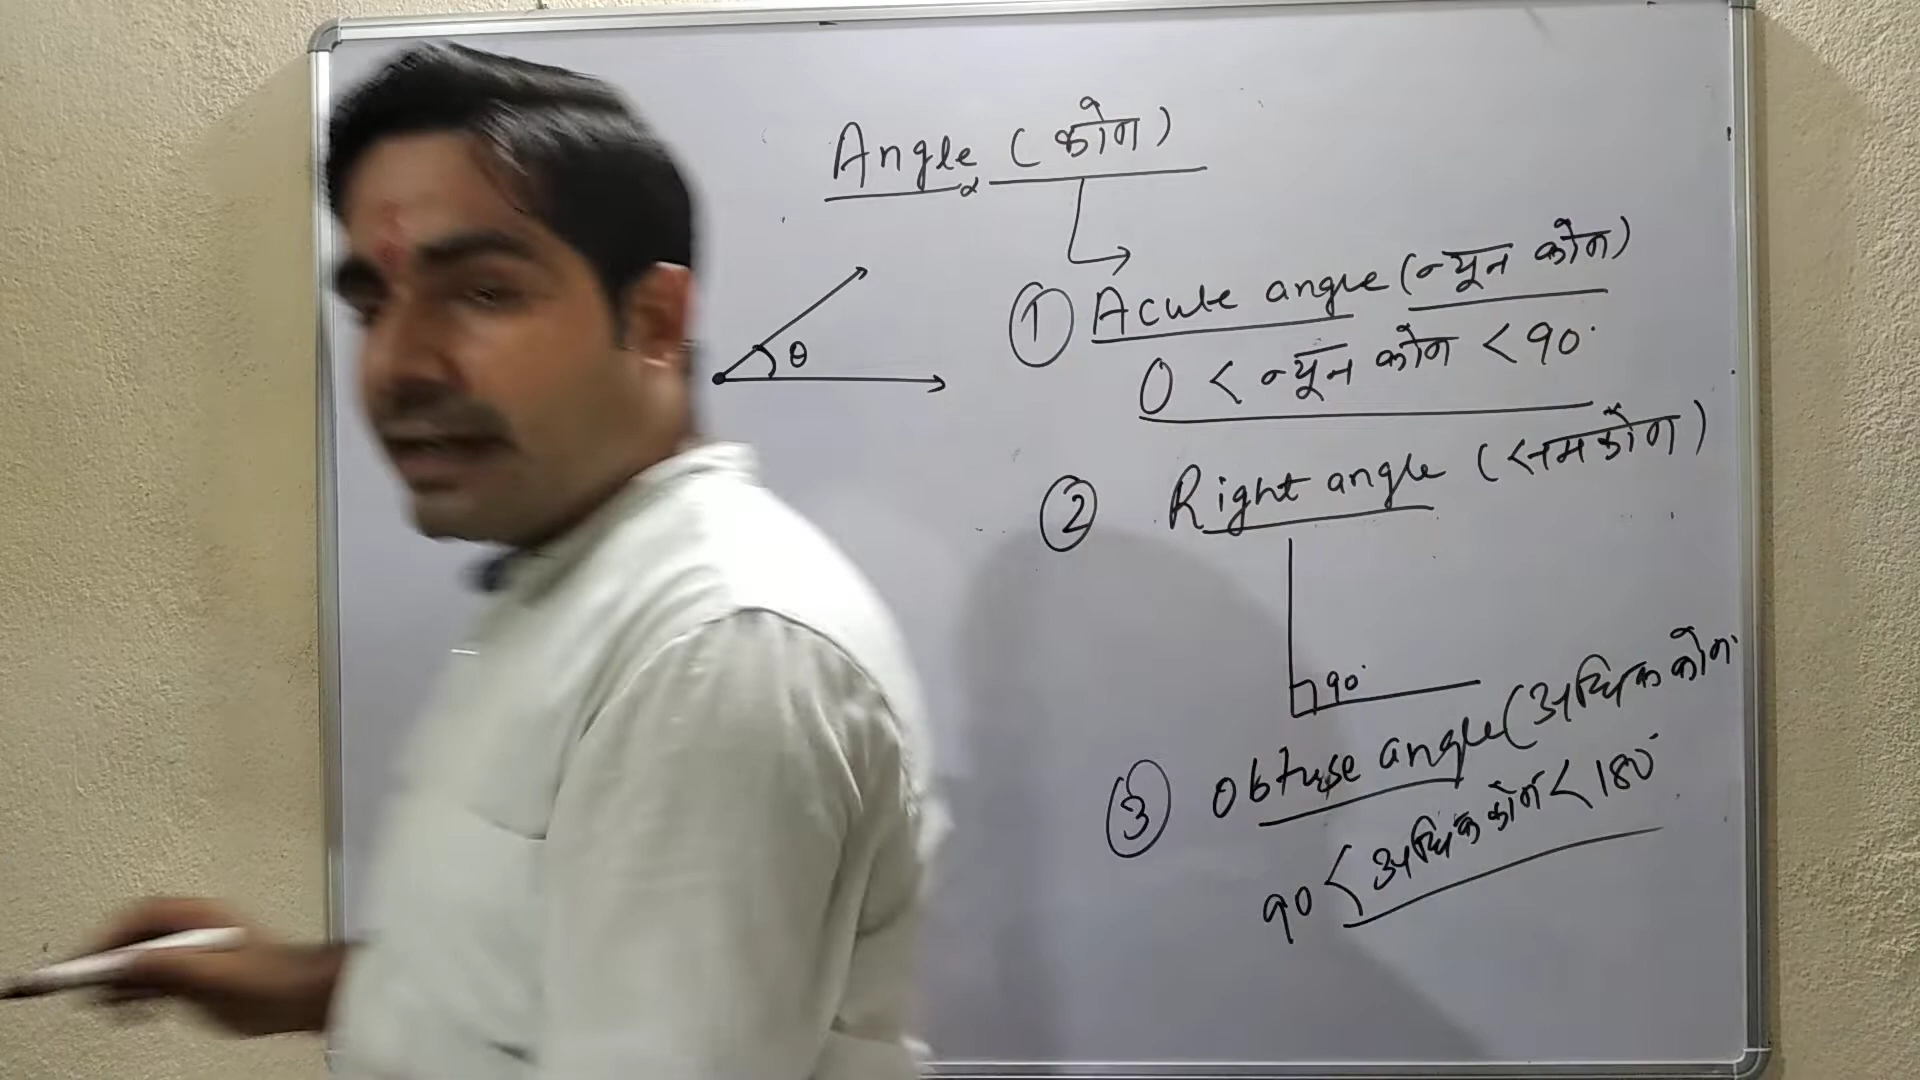 Angle (कोण)
θ
① Acute angle (न्यून कोण)
0 < न्यून कोण < 90°
② Right angle (समकोण)
90°
③ Obtuse angle (अधिक कोण
90 < अधिक कोण < 180°